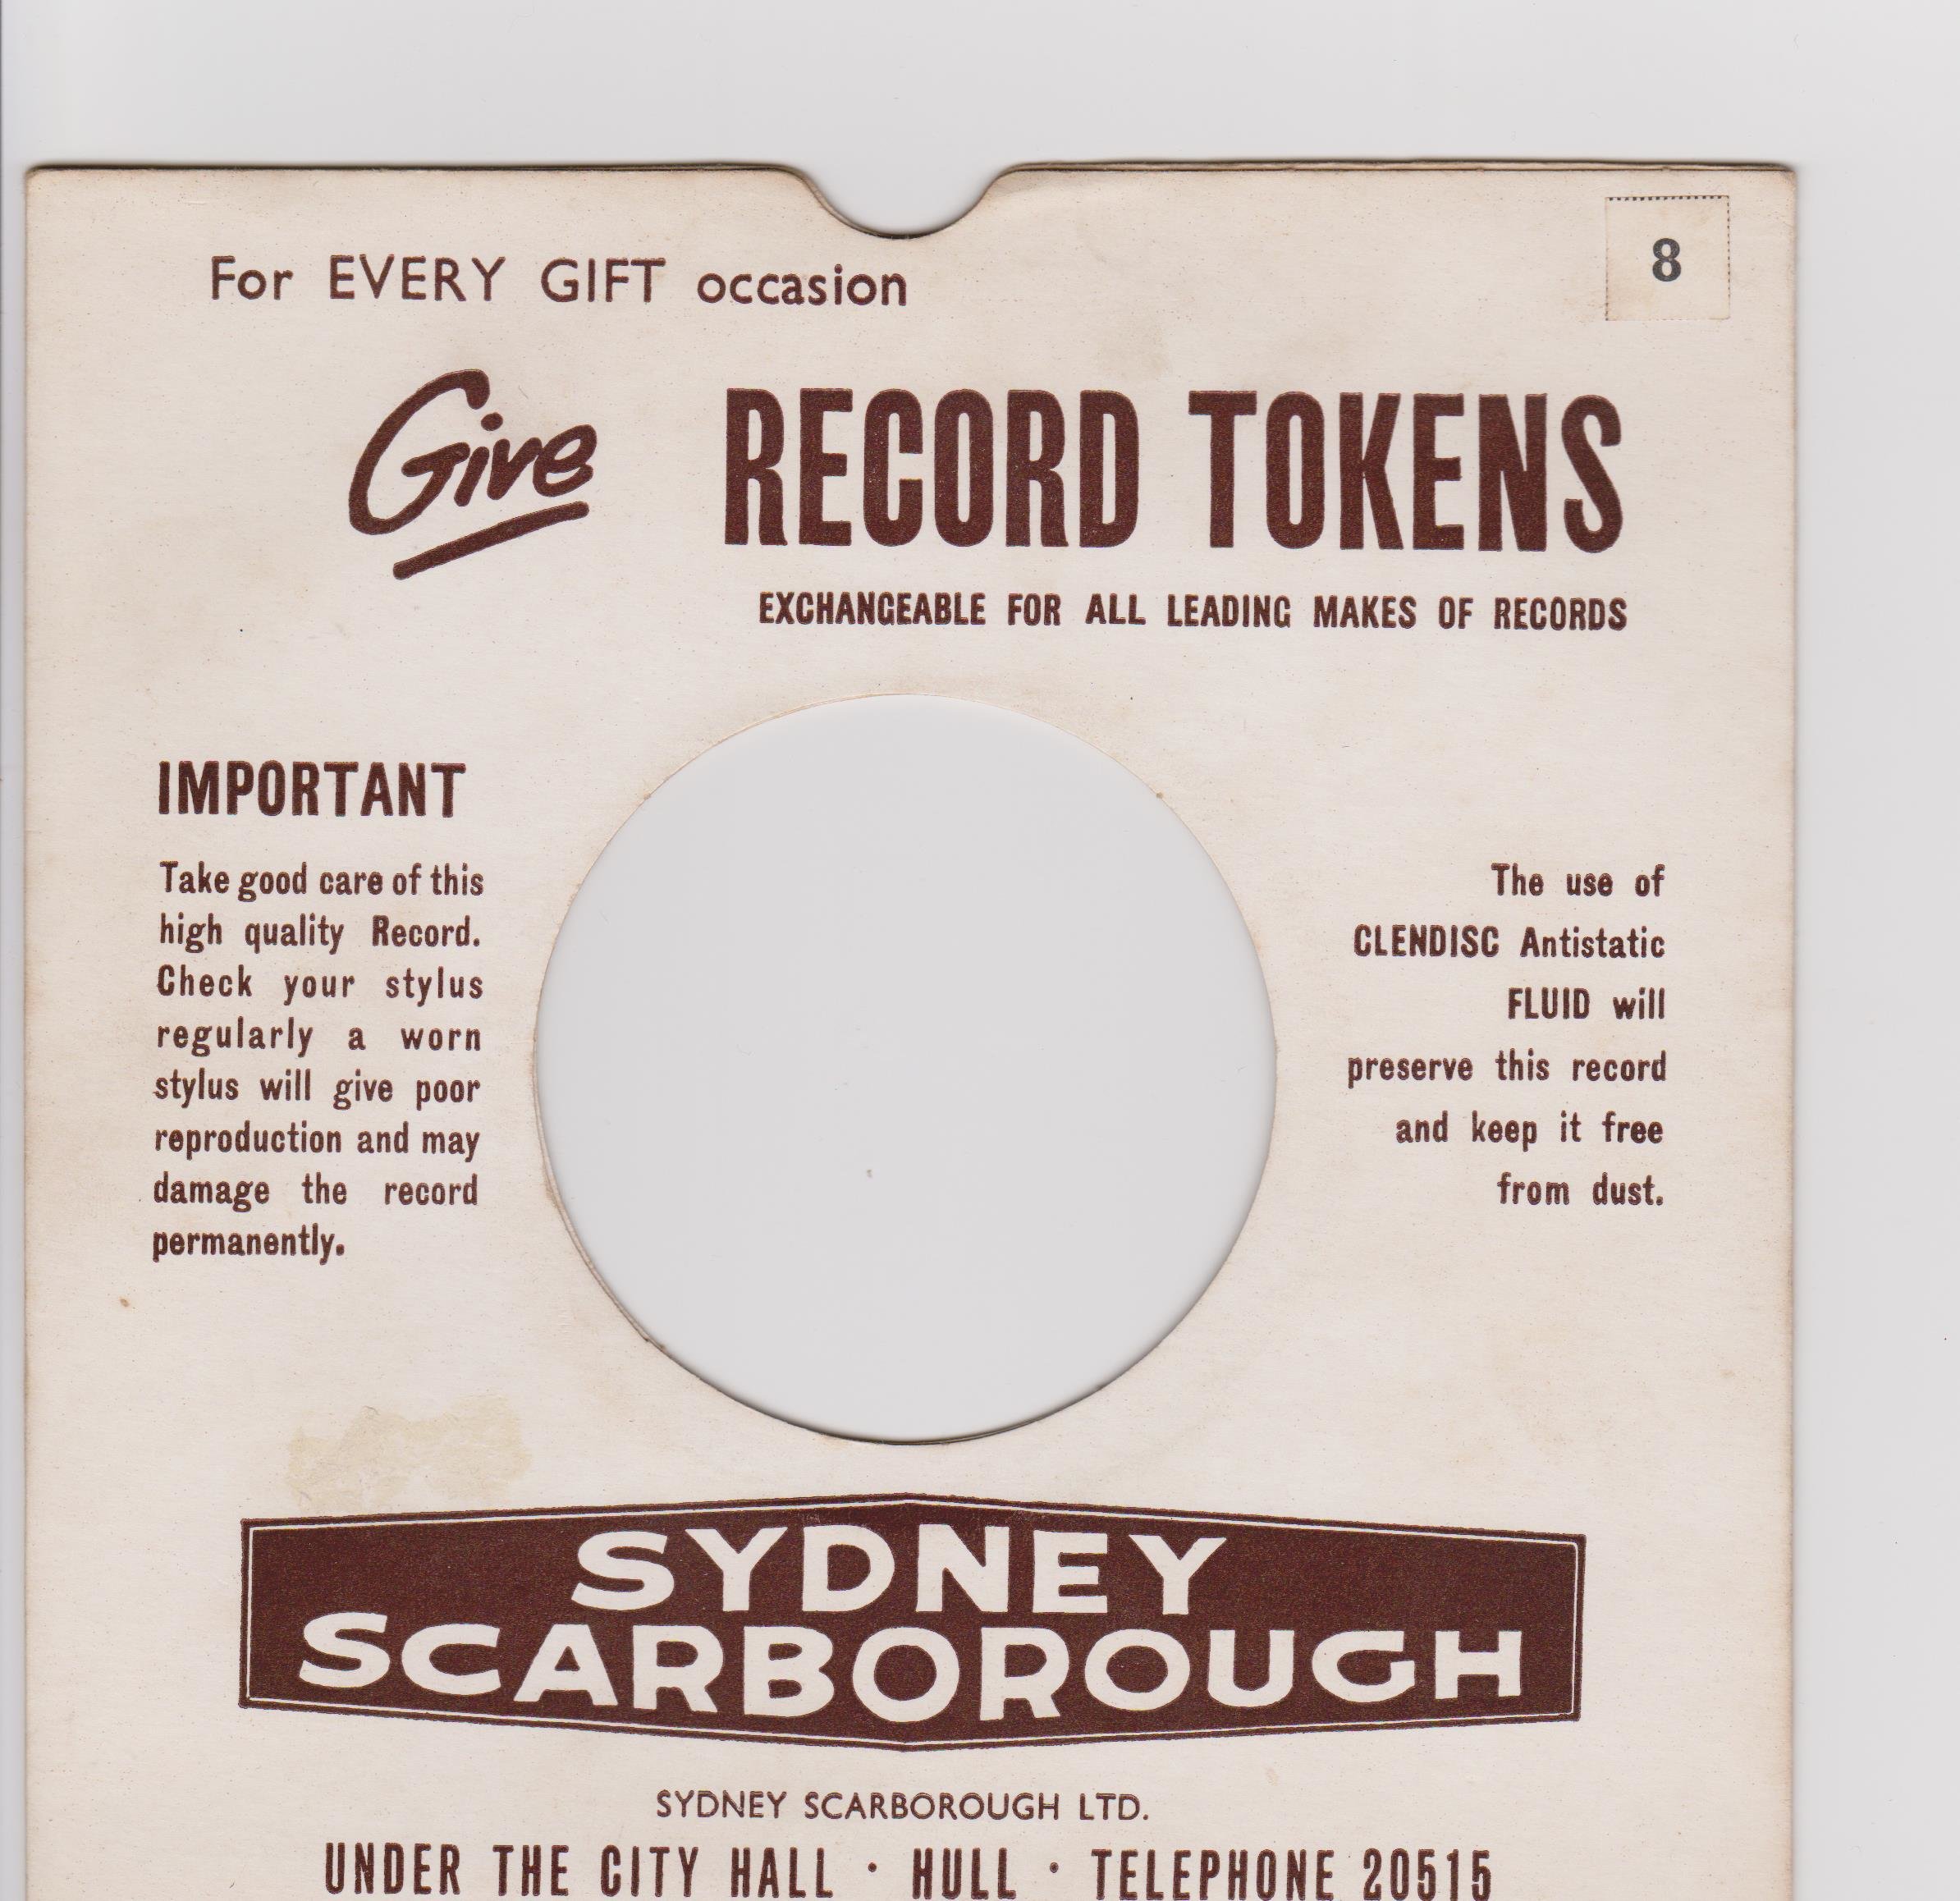 For EVERY GIFT occasion
8
Give RECORD TOKENS
EXCHANGEABLE FOR ALL LEADING MAKES OF RECORDS
IMPORTANT
Take good care of this
high quality Record.
Check your stylus
regularly a worn
stylus will give poor
reproduction and may
damage the record
permanently.
The use of
CLENDISC Antistatic
FLUID will
preserve this record
and keep it free
from dust.
SYDNEY
SCARBOROUGH
SYDNEY SCARBOROUGH LTD.
UNDER THE CITY HALL · HULL · TELEPHONE 20515